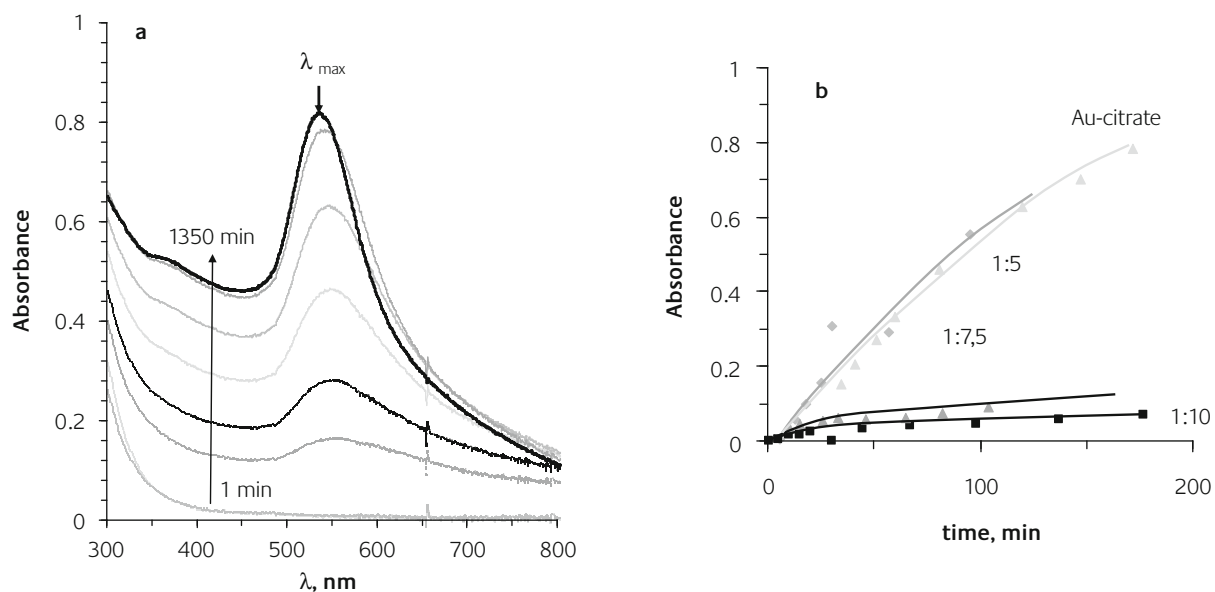 a
λ max
1350 min
1 min
Absorbance
1
0.8
0.6
0.4
0.2
0
300 400 500 600 700 800
λ, nm
b
Au-citrate
1:5
1:7,5
1:10
Absorbance
1
0.8
0.6
0.4
0.2
0
0 100 200
time, min